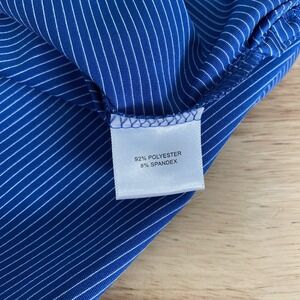 92% POLYESTER
8% SPANDEX